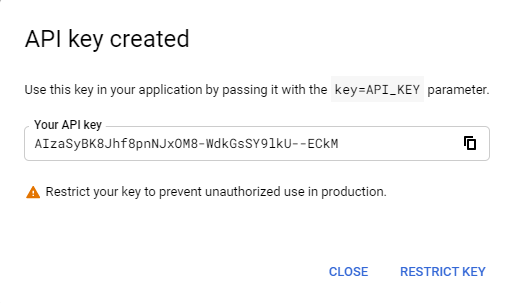 API key created
Use this key in your application by passing it with the key=API_KEY parameter.
Your API key
AIzaSyBK8Jhf8pnNJxOM8-WdkGsSY9lkU--ECkM
Restrict your key to prevent unauthorized use in production.
CLOSE RESTRICT KEY